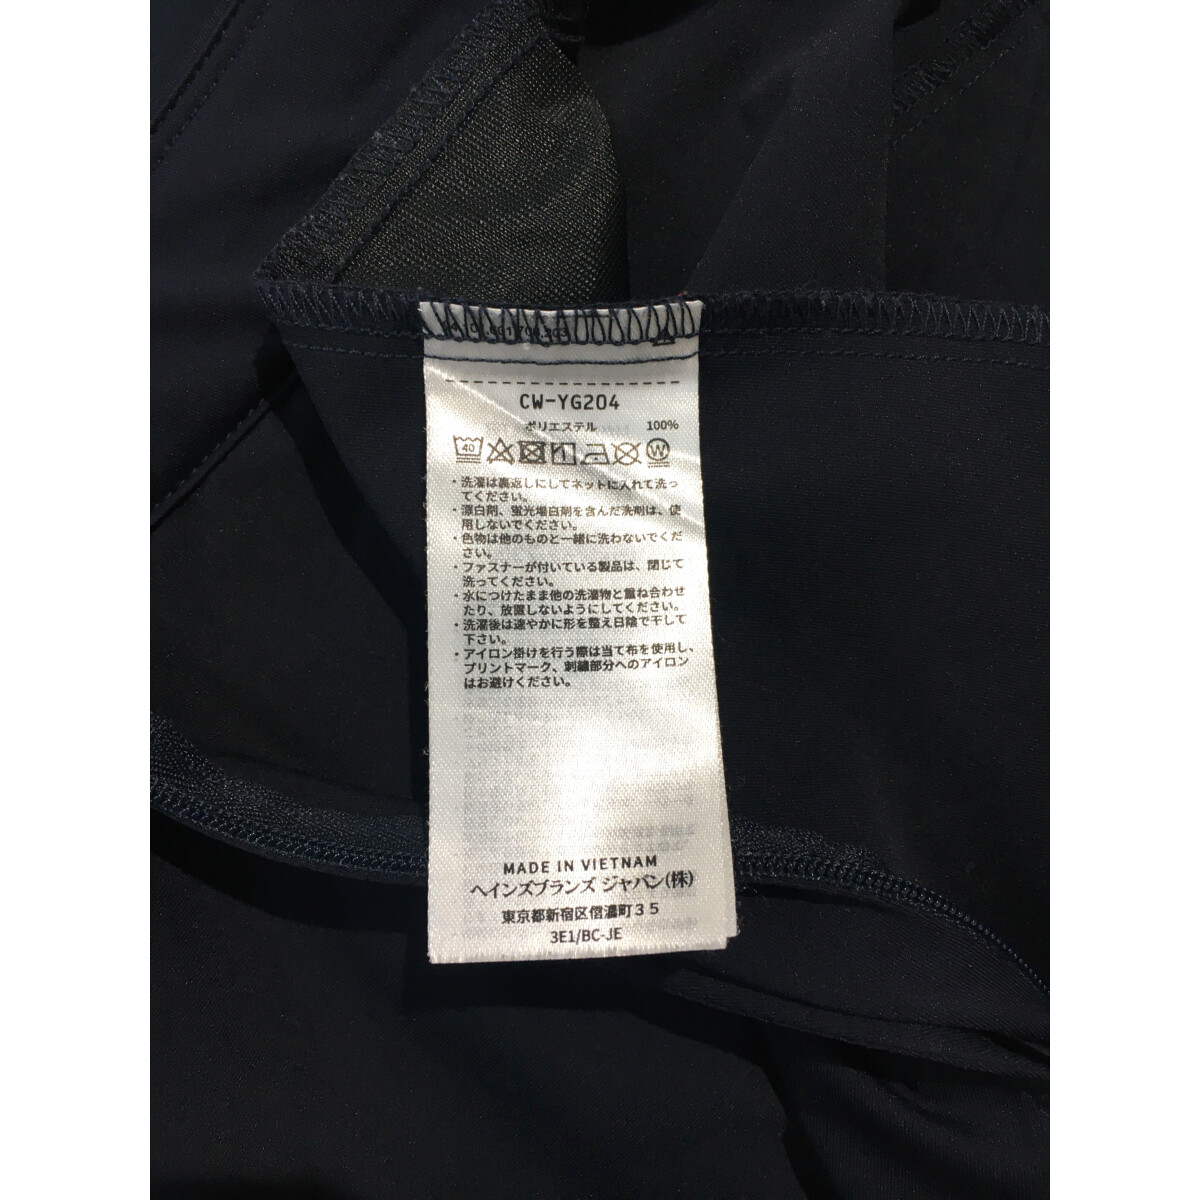 CW-YG204
ポリエステル 100%
40 W
・洗濯は裏返しにしてネットに入れて洗っ
てください。
・漂白剤、蛍光増白剤を含んだ洗剤は、使
用しないでください。
・色物は他のものと一緒に洗わないでくだ
さい。
・ファスナーが付いている製品は、閉じて
洗ってください。
・水につけたまま他の洗濯物と重ね合わせ
たり、放置しないようにしてください。
・洗濯後は速やかに形を整え日陰で干して
下さい。
・アイロン掛けを行う際は当て布を使用し、
プリントマーク、刺繍部分へのアイロン
はお避けください。
MADE IN VIETNAM
ヘインズブランズ ジャパン(株)
東京都新宿区信濃町３５
3E1/BC-JE